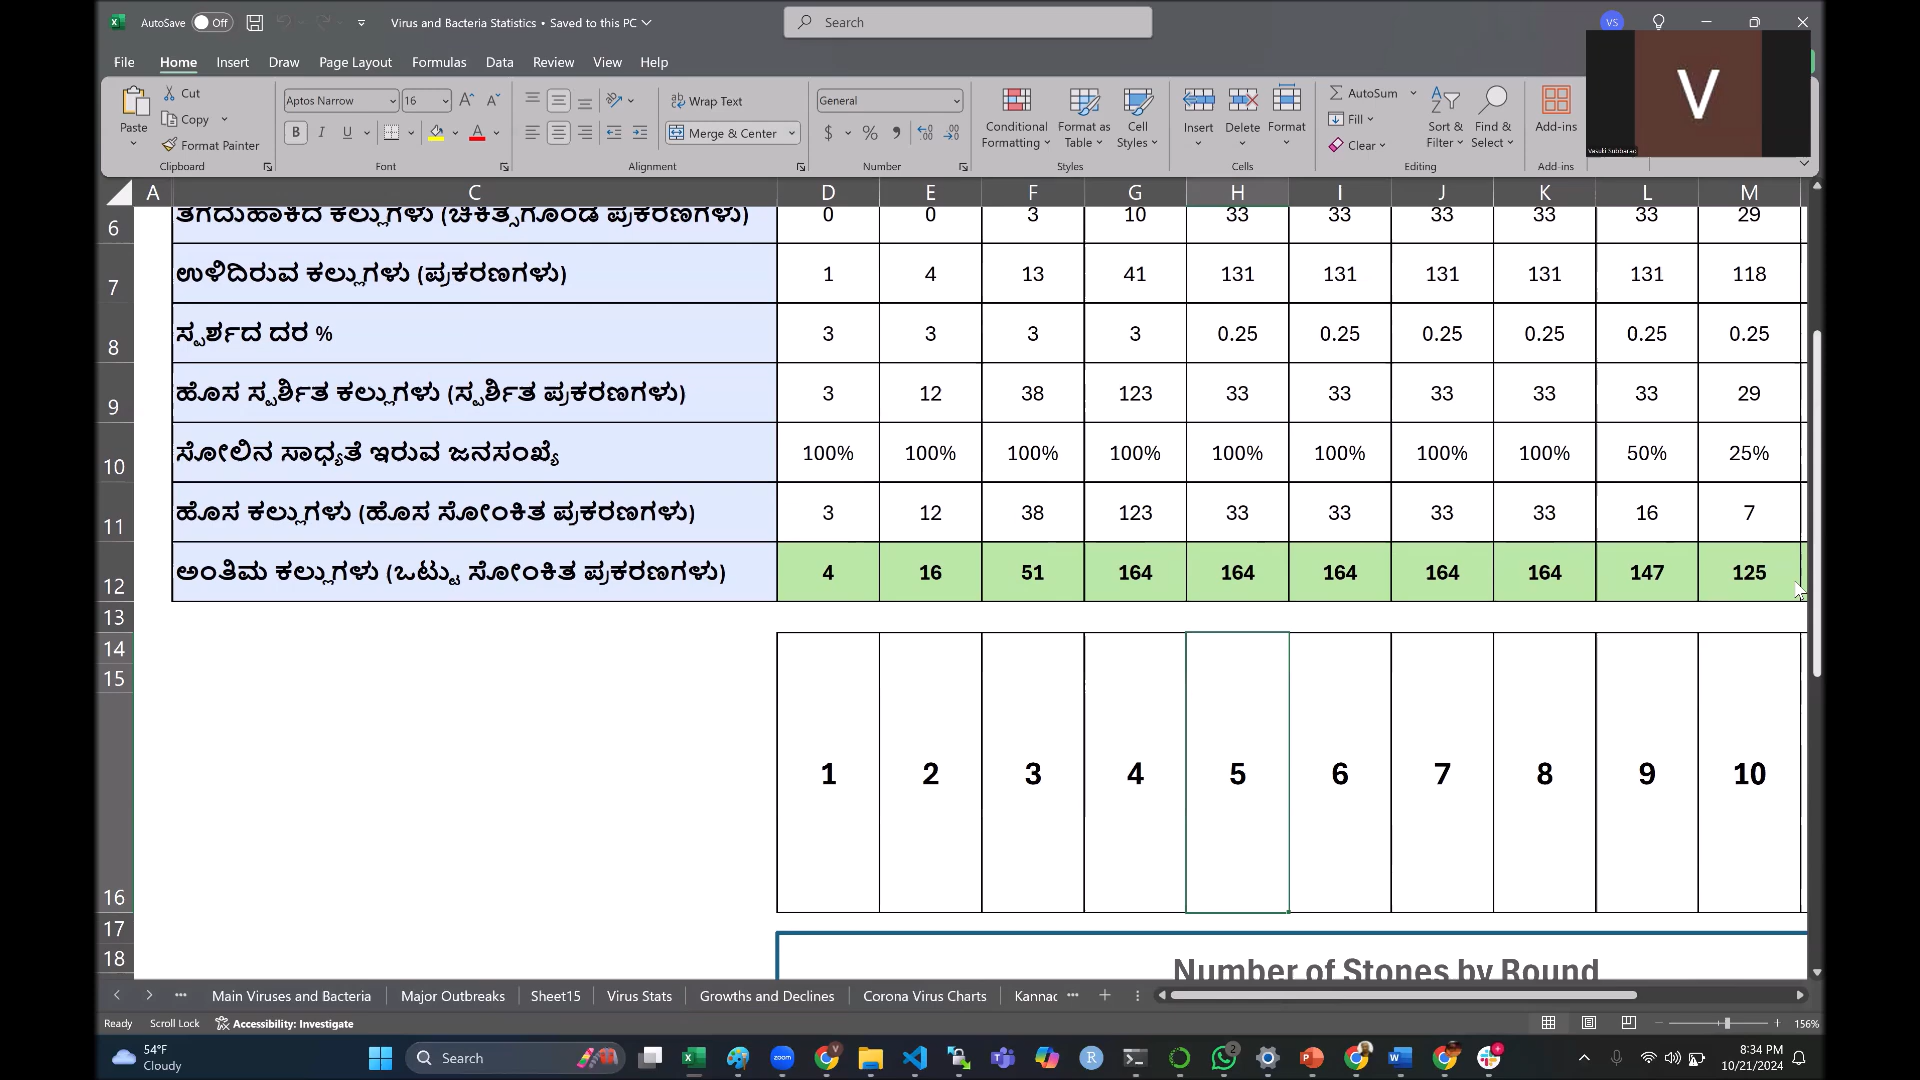 AutoSave Off Virus and Bacteria Statistics • Saved to this PC Search VS
File Home Insert Draw Page Layout Formulas Data Review View Help
Paste Cut Copy Format Painter Clipboard
Aptos Narrow 16 B I U Font
Wrap Text Merge & Center Alignment
General $ % Number
Conditional Formatting Format as Table Cell Styles Styles
Insert Delete Format Cells
AutoSum Fill Clear Sort & Filter Find & Select Editing
Add-ins Add-ins
V
Vasuki Subbarao
A C D E F G H I J K L M
6 ತೆಗೆದುಹಾಕಿದ ಕಲ್ಲುಗಳು (ಚಿಕಿತ್ಸೆಗೊಂಡ ಪ್ರಕರಣಗಳು) 0 0 3 10 33 33 33 33 33 29
7 ಉಳಿದಿರುವ ಕಲ್ಲುಗಳು (ಪ್ರಕರಣಗಳು) 1 4 13 41 131 131 131 131 131 118
8 ಸ್ಪರ್ಶದ ದರ % 3 3 3 3 0.25 0.25 0.25 0.25 0.25 0.25
9 ಹೊಸ ಸ್ಪರ್ಶಿತ ಕಲ್ಲುಗಳು (ಸ್ಪರ್ಶಿತ ಪ್ರಕರಣಗಳು) 3 12 38 123 33 33 33 33 33 29
10 ಸೋಲಿನ ಸಾಧ್ಯತೆ ಇರುವ ಜನಸಂಖ್ಯೆ 100% 100% 100% 100% 100% 100% 100% 100% 50% 25%
11 ಹೊಸ ಕಲ್ಲುಗಳು (ಹೊಸ ಸೋಂಕಿತ ಪ್ರಕರಣಗಳು) 3 12 38 123 33 33 33 33 16 7
12 ಅಂತಿಮ ಕಲ್ಲುಗಳು (ಒಟ್ಟು ಸೋಂಕಿತ ಪ್ರಕರಣಗಳು) 4 16 51 164 164 164 164 164 147 125
13
14
15
1 2 3 4 5 6 7 8 9 10
16
17
18 Number of Stones by Round
Main Viruses and Bacteria Major Outbreaks Sheet15 Virus Stats Growths and Declines Corona Virus Charts Kannac
Ready Scroll Lock Accessibility: Investigate 156%
54°F
Cloudy
Search
zoom
2
8:34 PM
10/21/2024